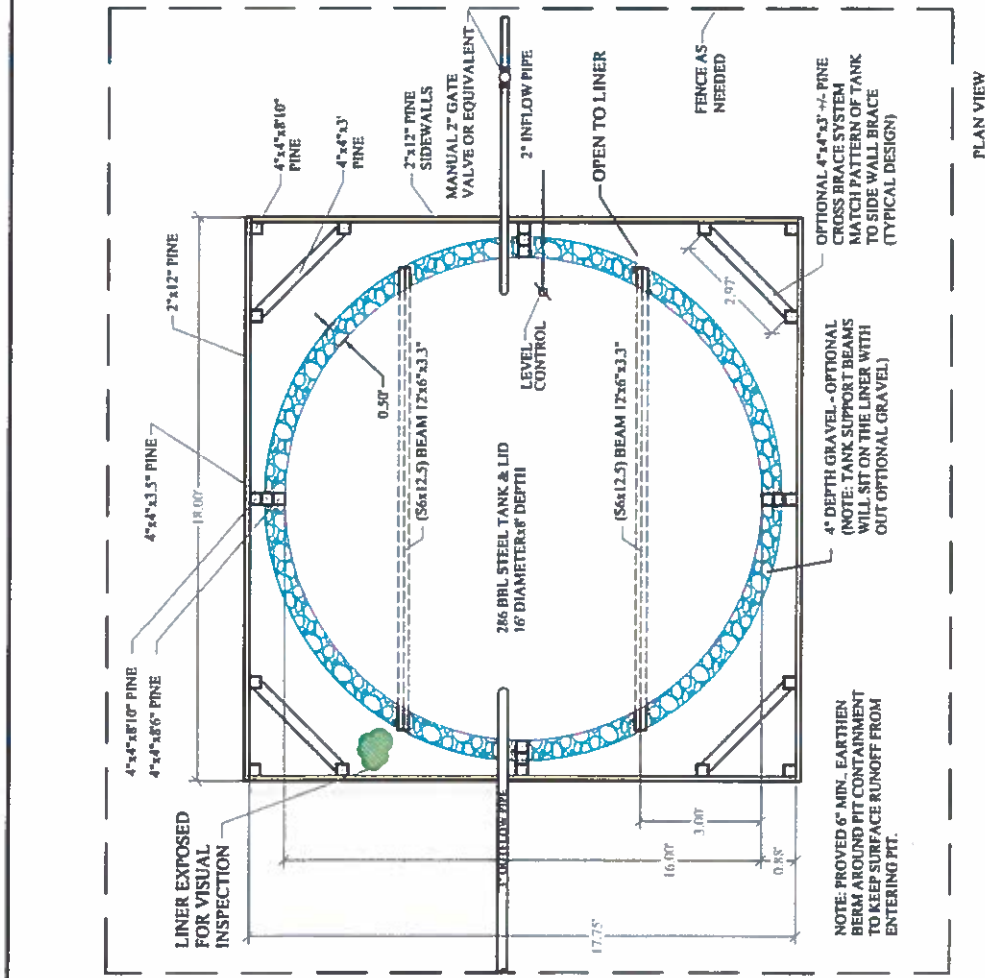 4"x4"x8'10"
PINE
4"x4"x3'
PINE
2"x12" PINE
SIDEWALLS
MANUAL 2" GATE
VALVE OR EQUIVALENT
2" INFLOW PIPE
OPEN TO LINER
FENCE AS
NEEDED
OPTIONAL 4"x4"x3' +/- PINE
CROSS BRACE SYSTEM
MATCH PATTERN OF TANK
TO SIDE WALL BRACE
(TYPICAL DESIGN)
PLAN VIEW
2"x12" PINE
4"x4"x3.5" PINE
18.00'
4"x4"x8'10" PINE
4"x4"x8'6" PINE
0.50'
(S6x12.5) BEAM 12'x6"x3.3"
LEVEL
CONTROL
286 BBL STEEL TANK & LID
16' DIAMETERx8' DEPTH
(S6x12.5) BEAM 12'x6"x3.3"
2.97'
4" DEPTH GRAVEL - OPTIONAL
(NOTE: TANK SUPPORT BEAMS
WILL SIT ON THE LINER WITH
OUT OPTIONAL GRAVEL)
LINER EXPOSED
FOR VISUAL
INSPECTION
3" OUTFLOW PIPE
3.00'
16.00'
0.88'
17.75'
NOTE: PROVED 6" MIN., EARTHEN
BERM AROUND PIT CONTAINMENT
TO KEEP SURFACE RUNOFF FROM
ENTERING PIT.